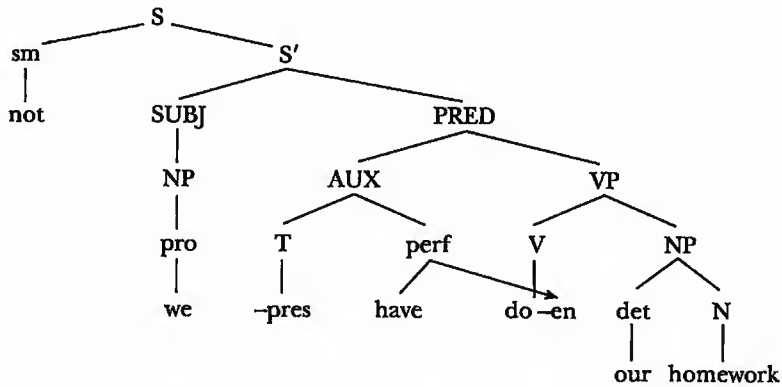 S
sm S′
not SUBJ PRED
NP AUX VP
pro T perf V NP
we –pres have do –en det N
our homework